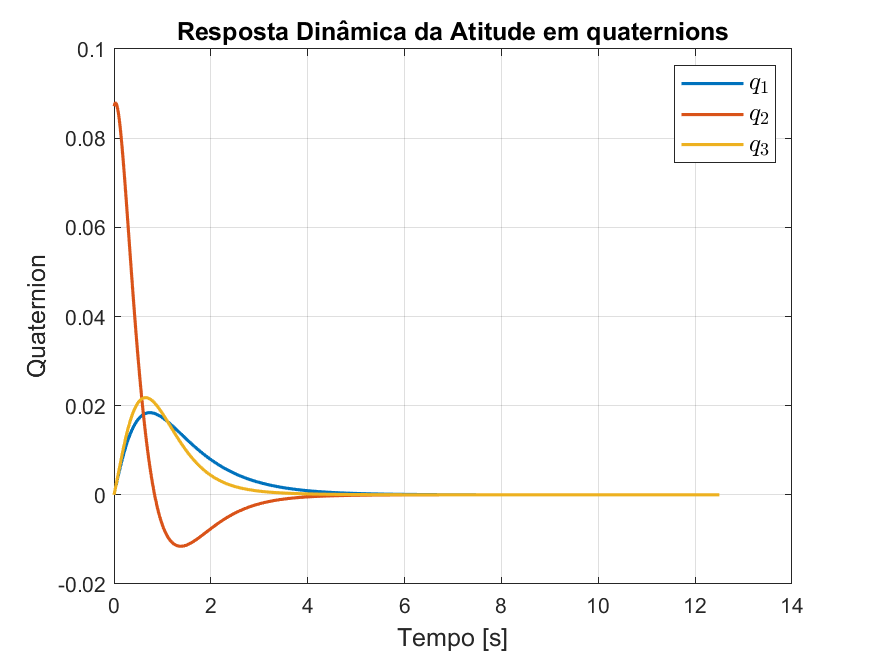 Resposta Dinâmica da Atitude em quaternions
0.1
0.08
0.06
0.04
0.02
0
-0.02
Quaternion
q₁
q₂
q₃
0 2 4 6 8 10 12 14
Tempo [s]